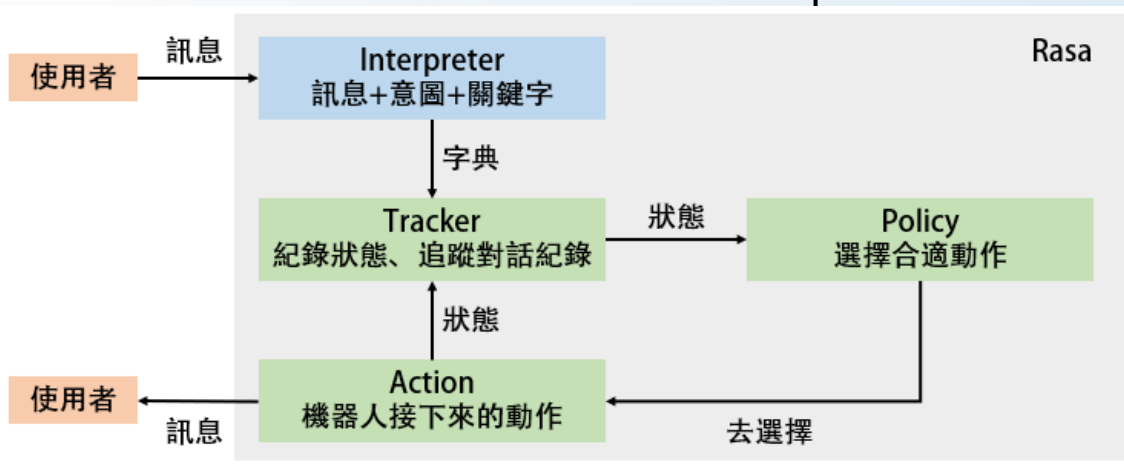 訊息
Rasa
使用者
Interpreter
訊息+意圖+關鍵字
字典
Tracker
紀錄狀態、追蹤對話紀錄
狀態
Policy
選擇合適動作
狀態
使用者
Action
機器人接下來的動作
訊息
去選擇